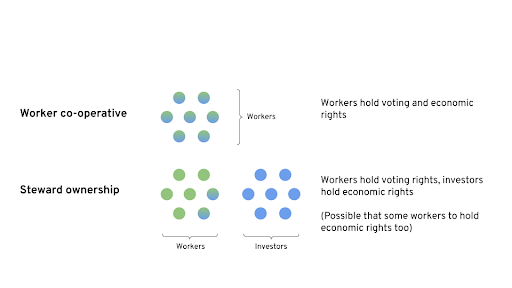 Worker co-operative
Workers
Workers hold voting and economic
rights
Steward ownership
Workers
Investors
Workers hold voting rights, investors
hold economic rights
(Possible that some workers to hold
economic rights too)